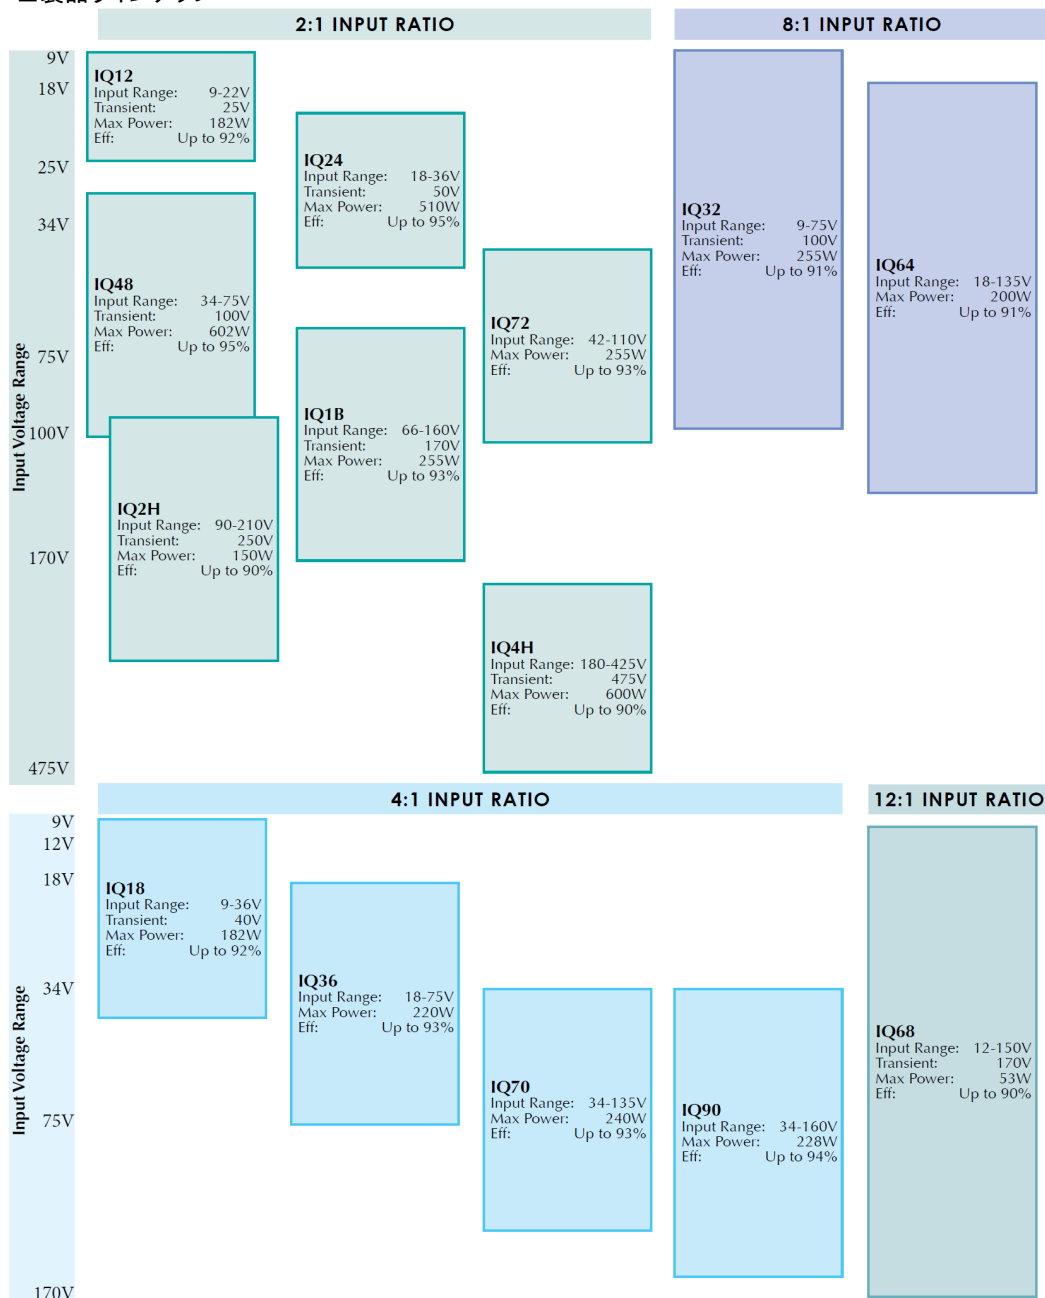 2:1 INPUT RATIO
8:1 INPUT RATIO
Input Voltage Range
9V
18V
25V
34V
75V
100V
170V
475V
IQ12
Input Range: 9-22V
Transient: 25V
Max Power: 182W
Eff: Up to 92%
IQ24
Input Range: 18-36V
Transient: 50V
Max Power: 510W
Eff: Up to 95%
IQ48
Input Range: 34-75V
Transient: 100V
Max Power: 602W
Eff: Up to 95%
IQ72
Input Range: 42-110V
Max Power: 255W
Eff: Up to 93%
IQ1B
Input Range: 66-160V
Transient: 170V
Max Power: 255W
Eff: Up to 93%
IQ2H
Input Range: 90-210V
Transient: 250V
Max Power: 150W
Eff: Up to 90%
IQ4H
Input Range: 180-425V
Transient: 475V
Max Power: 600W
Eff: Up to 90%
IQ32
Input Range: 9-75V
Transient: 100V
Max Power: 255W
Eff: Up to 91%
IQ64
Input Range: 18-135V
Max Power: 200W
Eff: Up to 91%
4:1 INPUT RATIO
12:1 INPUT RATIO
Input Voltage Range
9V
12V
18V
34V
75V
170V
IQ18
Input Range: 9-36V
Transient: 40V
Max Power: 182W
Eff: Up to 92%
IQ36
Input Range: 18-75V
Max Power: 220W
Eff: Up to 93%
IQ70
Input Range: 34-135V
Max Power: 240W
Eff: Up to 93%
IQ90
Input Range: 34-160V
Max Power: 228W
Eff: Up to 94%
IQ68
Input Range: 12-150V
Transient: 170V
Max Power: 53W
Eff: Up to 90%